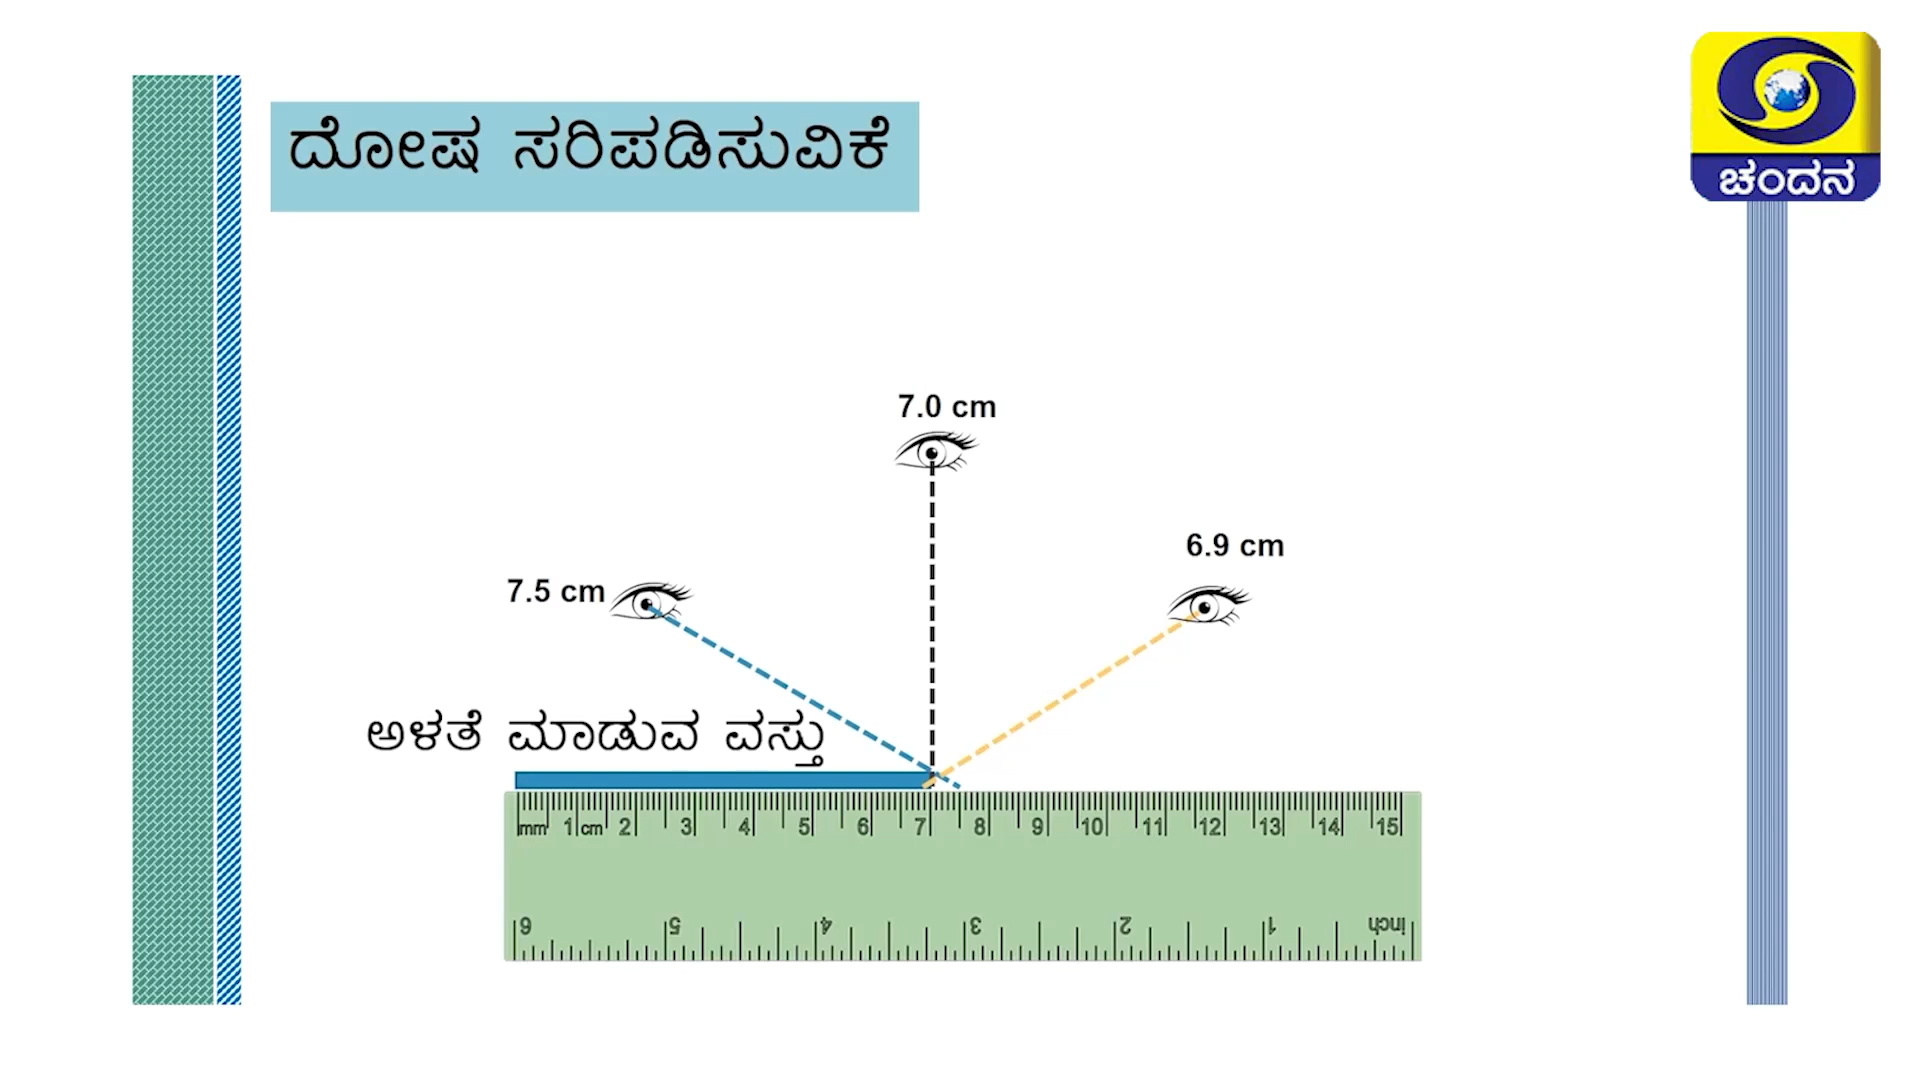 ದೋಷ ಸರಿಪಡಿಸುವಿಕೆ
ಚಂದನ
7.0 cm
6.9 cm
7.5 cm
ಅಳತೆ ಮಾಡುವ ವಸ್ತು
mm 1 cm 2 3 4 5 6 7 8 9 10 11 12 13 14 15
6 5 4 3 2 1 inch